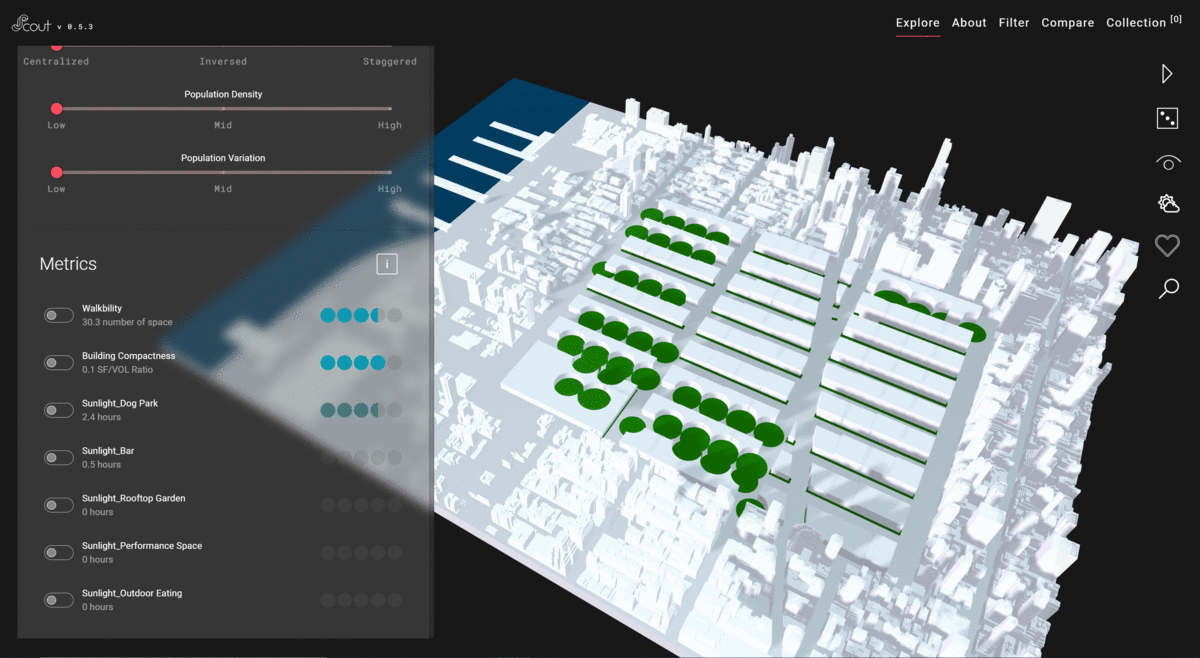 Scout v 0.5.3
Explore About Filter Compare Collection [0]
Centralized Inversed Staggered
Population Density
Low Mid High
Population Variation
Low Mid High
Metrics
i
Walkbility
30.3 number of space
Building Compactness
0.1 SF/VOL Ratio
Sunlight_Dog Park
2.4 hours
Sunlight_Bar
0.5 hours
Sunlight_Rooftop Garden
0 hours
Sunlight_Performance Space
0 hours
Sunlight_Outdoor Eating
0 hours